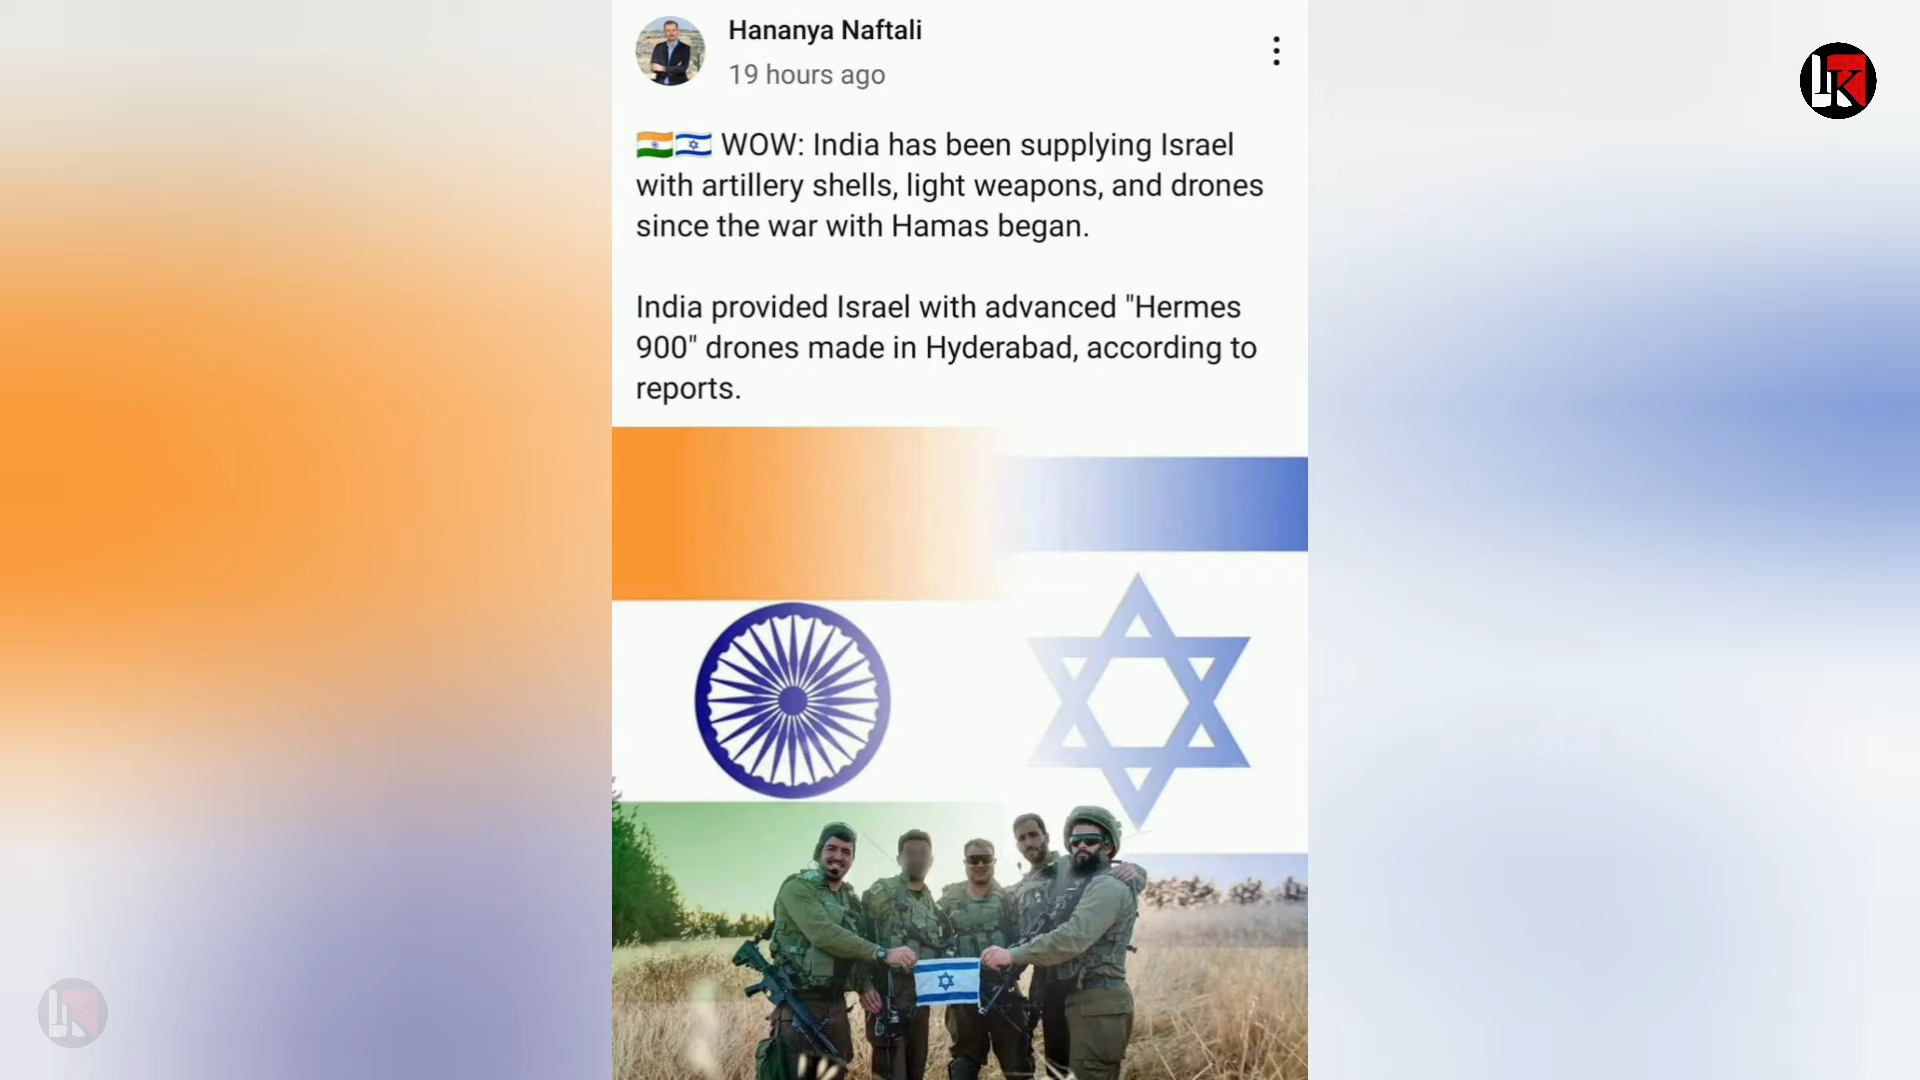 Hananya Naftali
19 hours ago
WOW: India has been supplying Israel
with artillery shells, light weapons, and drones
since the war with Hamas began.
India provided Israel with advanced "Hermes
900" drones made in Hyderabad, according to
reports.
IK
IK